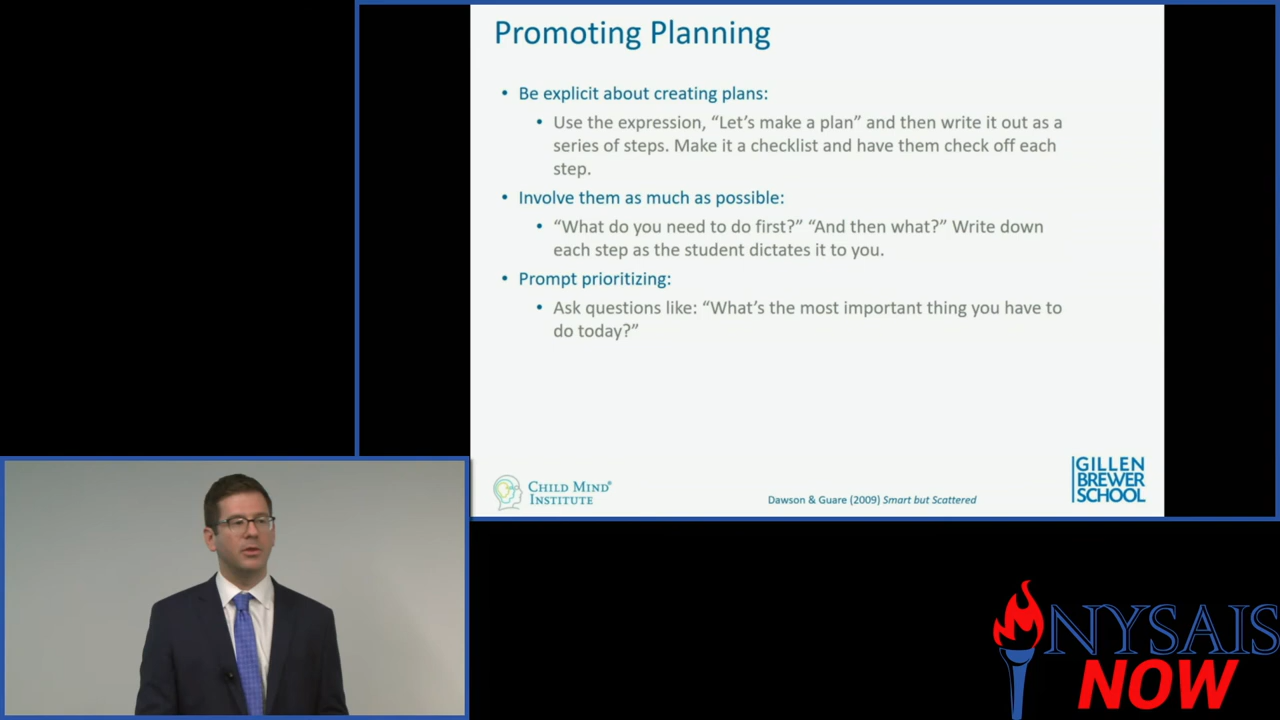 Promoting Planning
• Be explicit about creating plans:
• Use the expression, “Let’s make a plan” and then write it out as a
series of steps. Make it a checklist and have them check off each
step.
• Involve them as much as possible:
• “What do you need to do first?” “And then what?” Write down
each step as the student dictates it to you.
• Prompt prioritizing:
• Ask questions like: “What’s the most important thing you have to
do today?”
CHILD MIND®
INSTITUTE
Dawson & Guare (2009) Smart but Scattered
GILLEN
BREWER
SCHOOL
NYSAIS
NOW